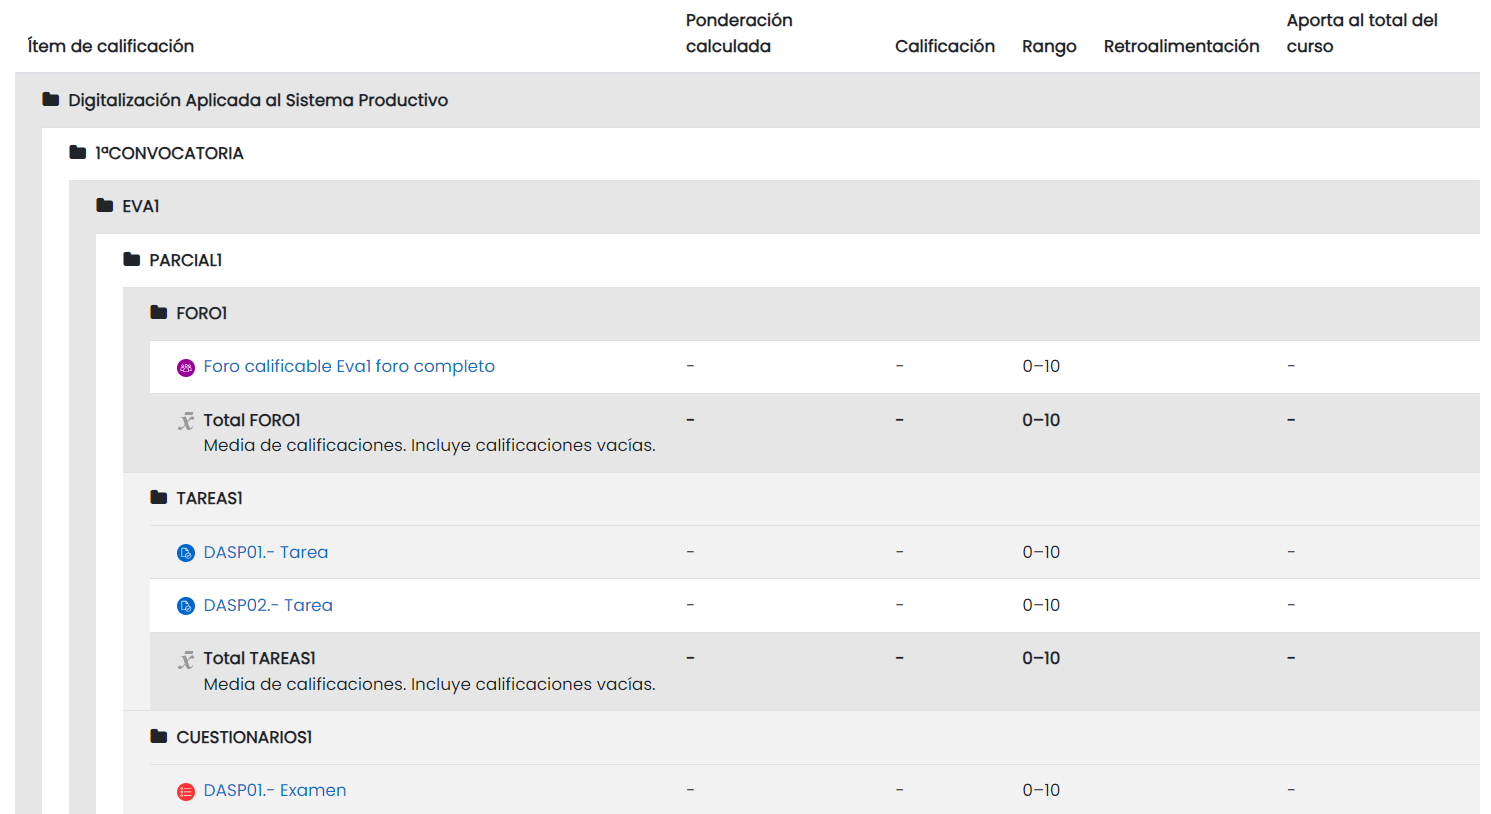 Ítem de calificación
Ponderación calculada
Calificación
Rango
Retroalimentación
Aporta al total del curso
Digitalización Aplicada al Sistema Productivo
1ªCONVOCATORIA
EVA1
PARCIAL1
FORO1
Foro calificable Eva1 foro completo - - 0–10 -
Total FORO1 - - 0–10 -
Media de calificaciones. Incluye calificaciones vacías.
TAREAS1
DASP01.- Tarea - - 0–10 -
DASP02.- Tarea - - 0–10 -
Total TAREAS1 - - 0–10 -
Media de calificaciones. Incluye calificaciones vacías.
CUESTIONARIOS1
DASP01.- Examen - - 0–10 -